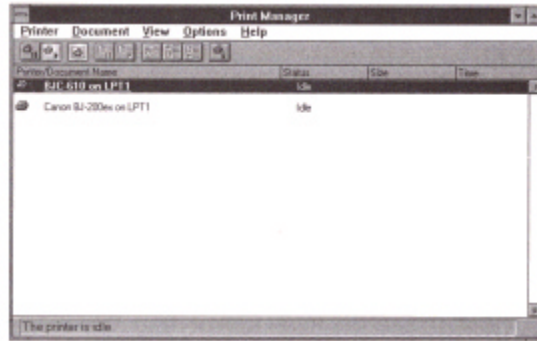 Print Manager
Printer Document View Options Help
Printer/Document Name Status Size Time
BJC-610 on LPT1 Idle
Canon BJ-200ex on LPT1 Idle
The printer is idle.